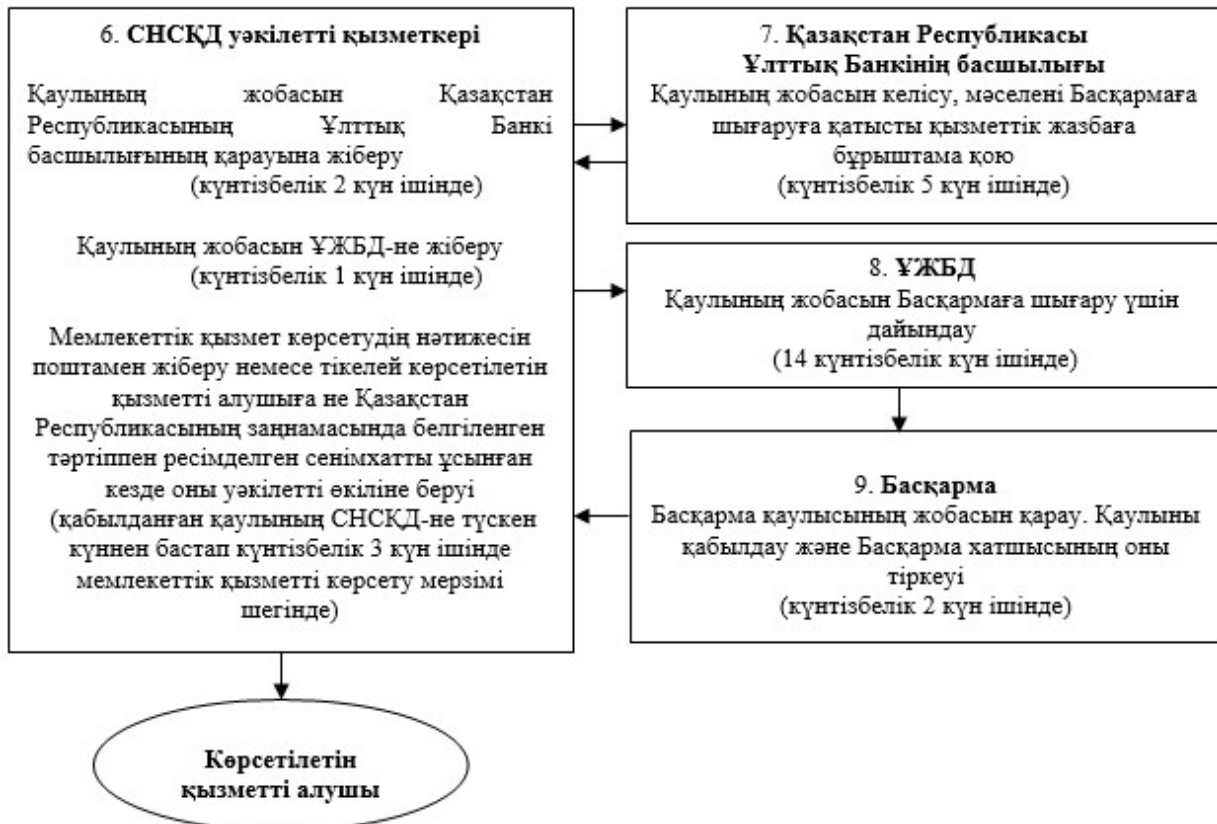 6. СНСҚД уәкілетті қызметкері
Қаулының жобасын Қазақстан
Республикасының Ұлттық Банкі
басшылығының қарауына жіберу
(күнтізбелік 2 күн ішінде)
Қаулының жобасын ҰЖБД-не жіберу
(күнтізбелік 1 күн ішінде)
Мемлекеттік қызмет көрсетудің нәтижесін
поштамен жіберу немесе тікелей көрсетілетін
қызметті алушыға не Қазақстан
Республикасының заңнамасында белгіленген
тәртіппен ресімделген сенімхатты ұсынған
кезде оны уәкілетті өкіліне беруі
(қабылданған қаулының СНСҚД-не түскен
күннен бастап күнтізбелік 3 күн ішінде
мемлекеттік қызметті көрсету мерзімі
шегінде)
7. Қазақстан Республикасы
Ұлттық Банкінің басшылығы
Қаулының жобасын келісу, мәселені Басқармаға
шығаруға қатысты қызметтік жазбаға
бұрыштама қою
(күнтізбелік 5 күн ішінде)
8. ҰЖБД
Қаулының жобасын Басқармаға шығару үшін
дайындау
(14 күнтізбелік күн ішінде)
9. Басқарма
Басқарма қаулысының жобасын қарау. Қаулыны
қабылдау және Басқарма хатшысының оны
тіркеуі
(күнтізбелік 2 күн ішінде)
Көрсетілетін
қызметті алушы